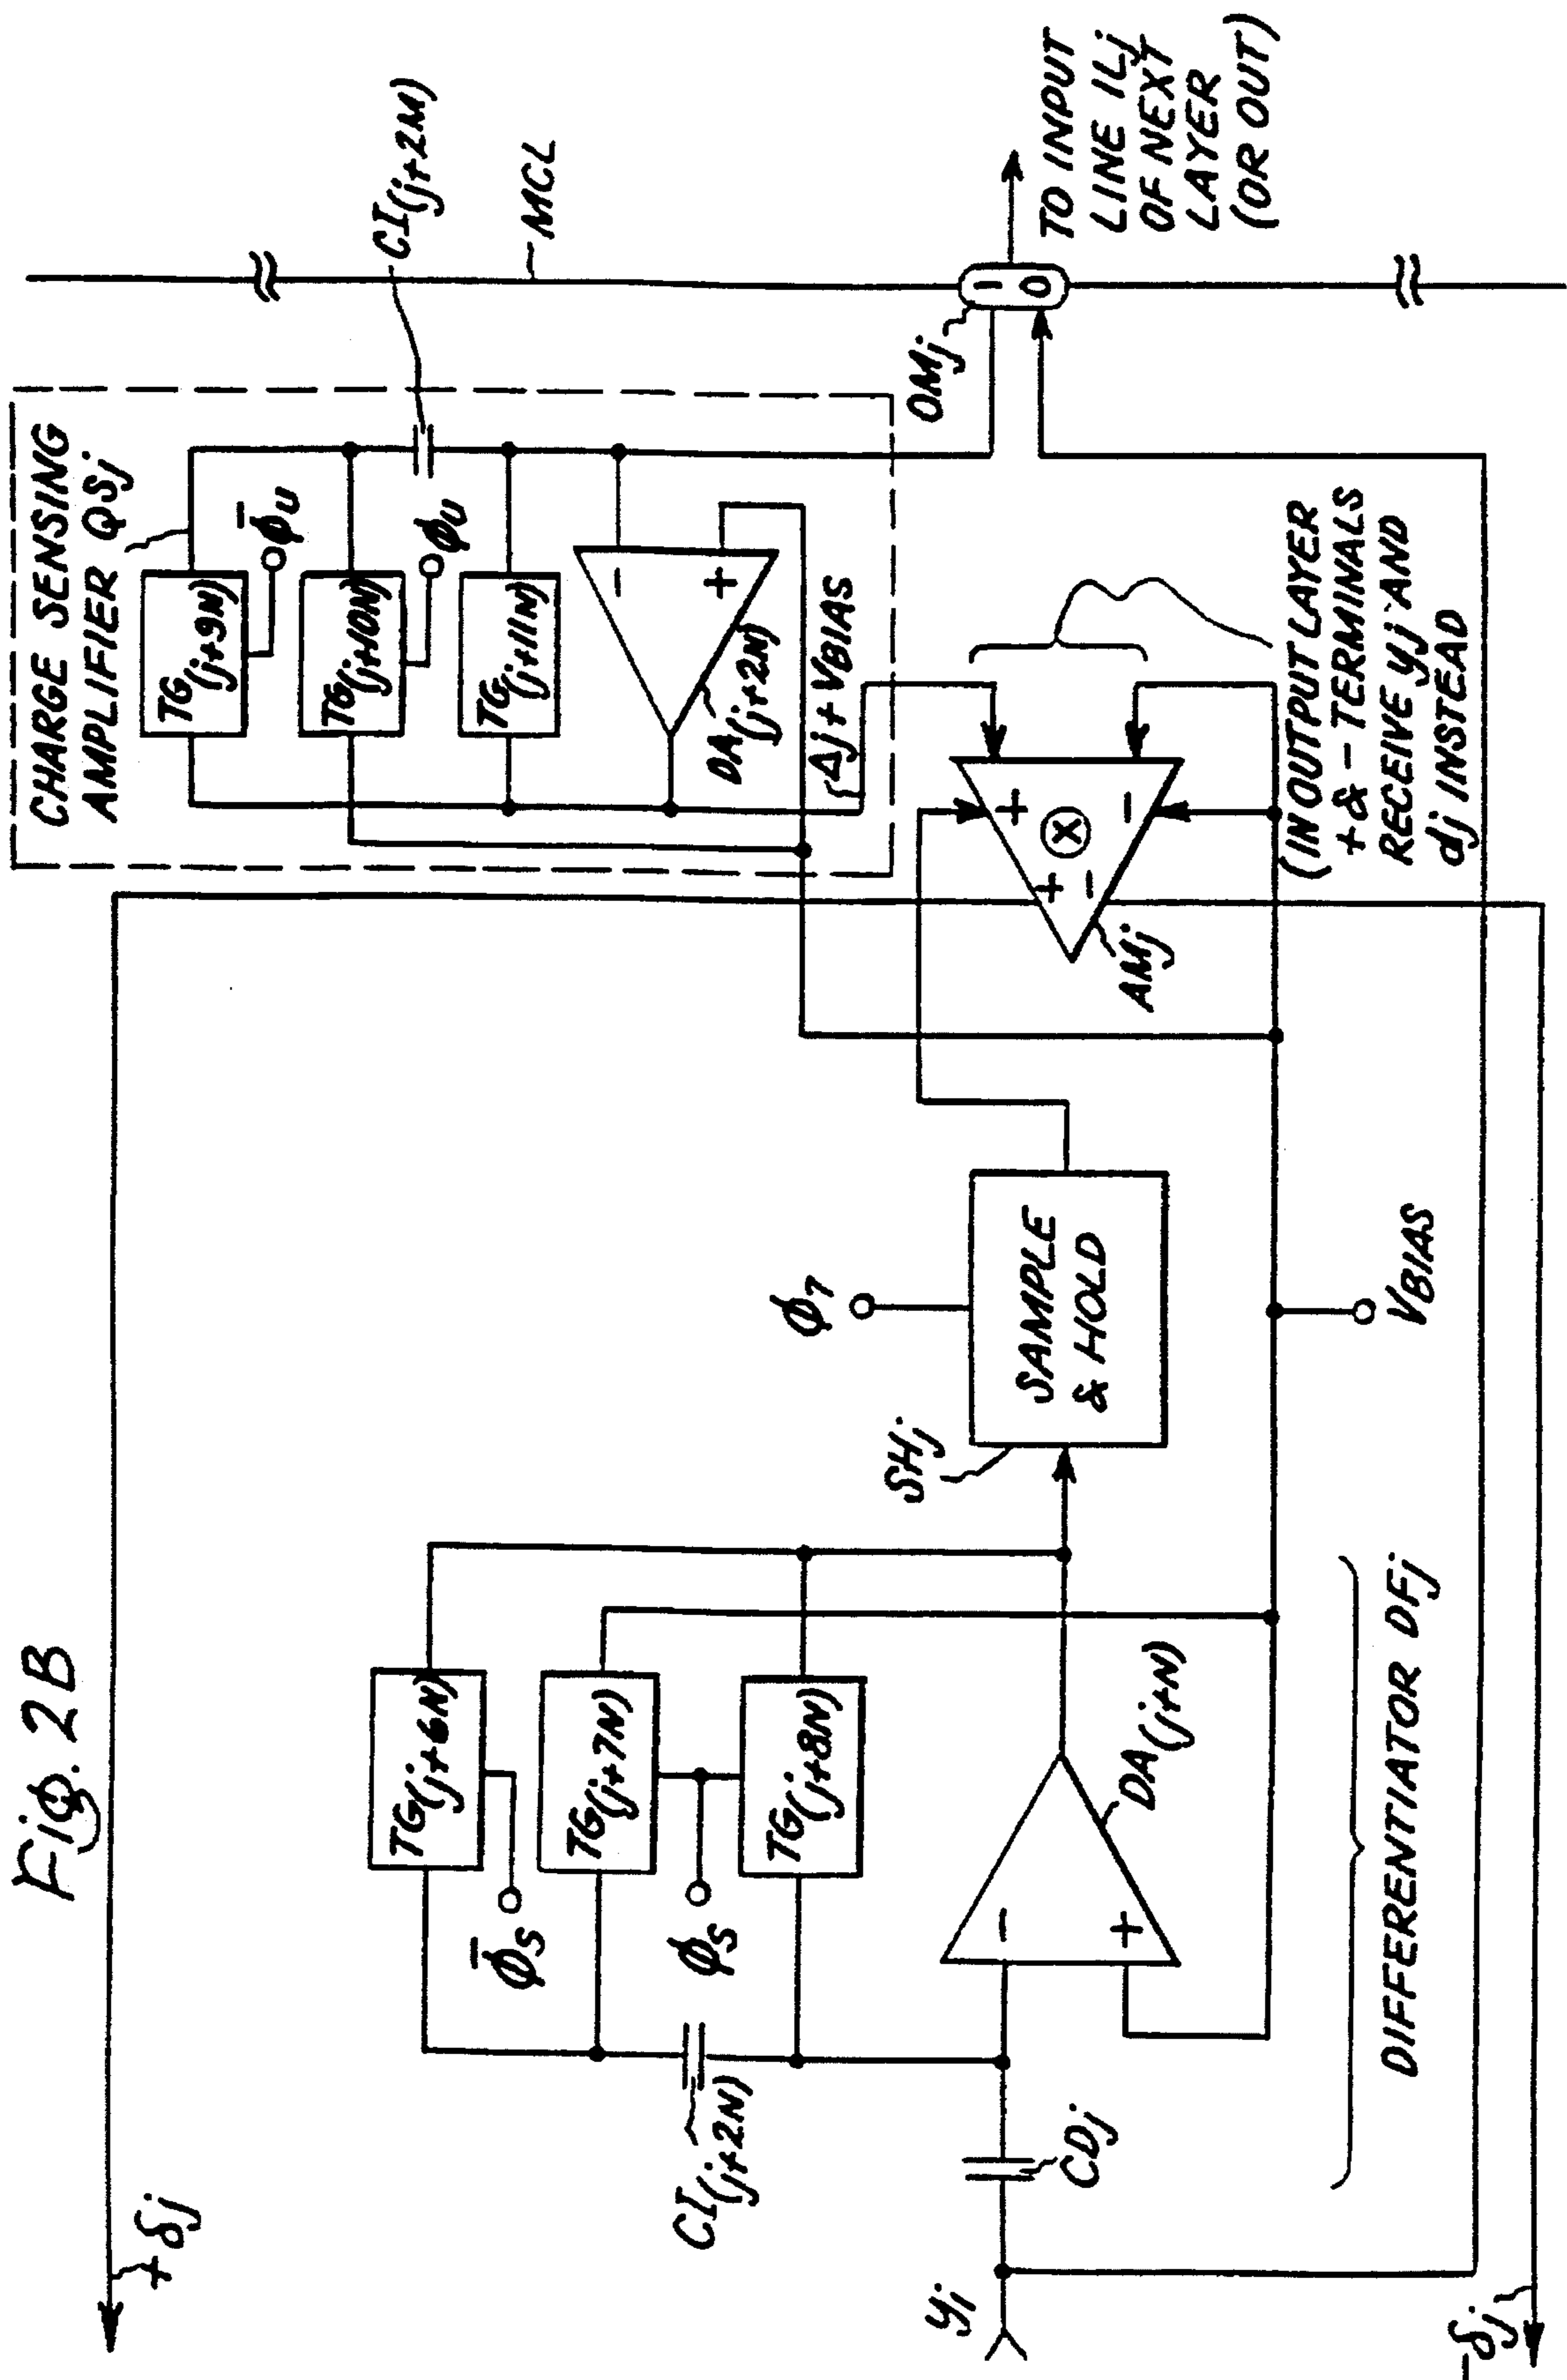 Fig. 2B
CHARGE SENSING
AMPLIFIER QSj
TG(j+9N)
ϕ̄U
TG(j+10N)
ϕU
TG(j+11N)
CI(j+2M)
MCL
−
+
DA(j+2N)
Δj + VBIAS
OMj
1
0
TO INPUT
LINE ILj
OF NEXT
LAYER
(OR OUT)
+
−
X
+
−
AMj
(IN OUTPUT LAYER
+ & − TERMINALS
RECEIVE yj AND
dj INSTEAD
+δj
TG(j+6N)
ϕ̄S
TG(j+7N)
ϕS
TG(j+8N)
CI(j+2N)
−
+
DA(j+N)
SHj
ϕT
SAMPLE
& HOLD
VBIAS
yj
CDj
DIFFERENTIATOR DFj
−δj